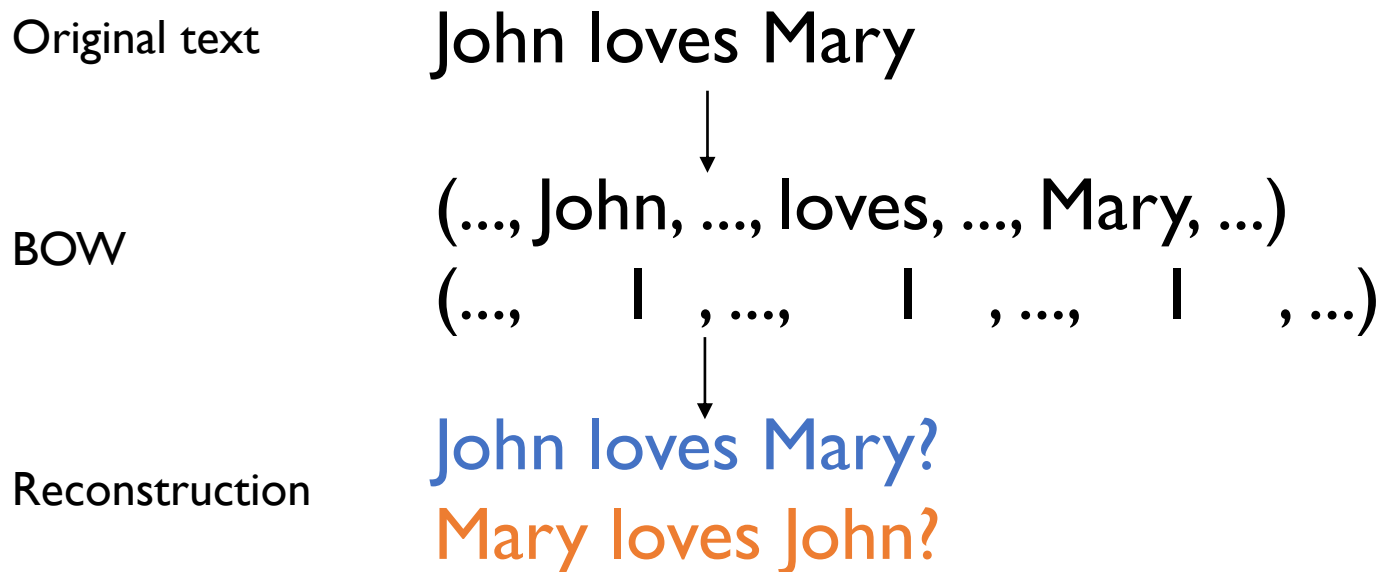 Original text
John loves Mary
BOW
(..., John, ..., loves, ..., Mary, ...)
(..., 1 , ..., 1 , ..., 1 , ...)
Reconstruction
John loves Mary?
Mary loves John?